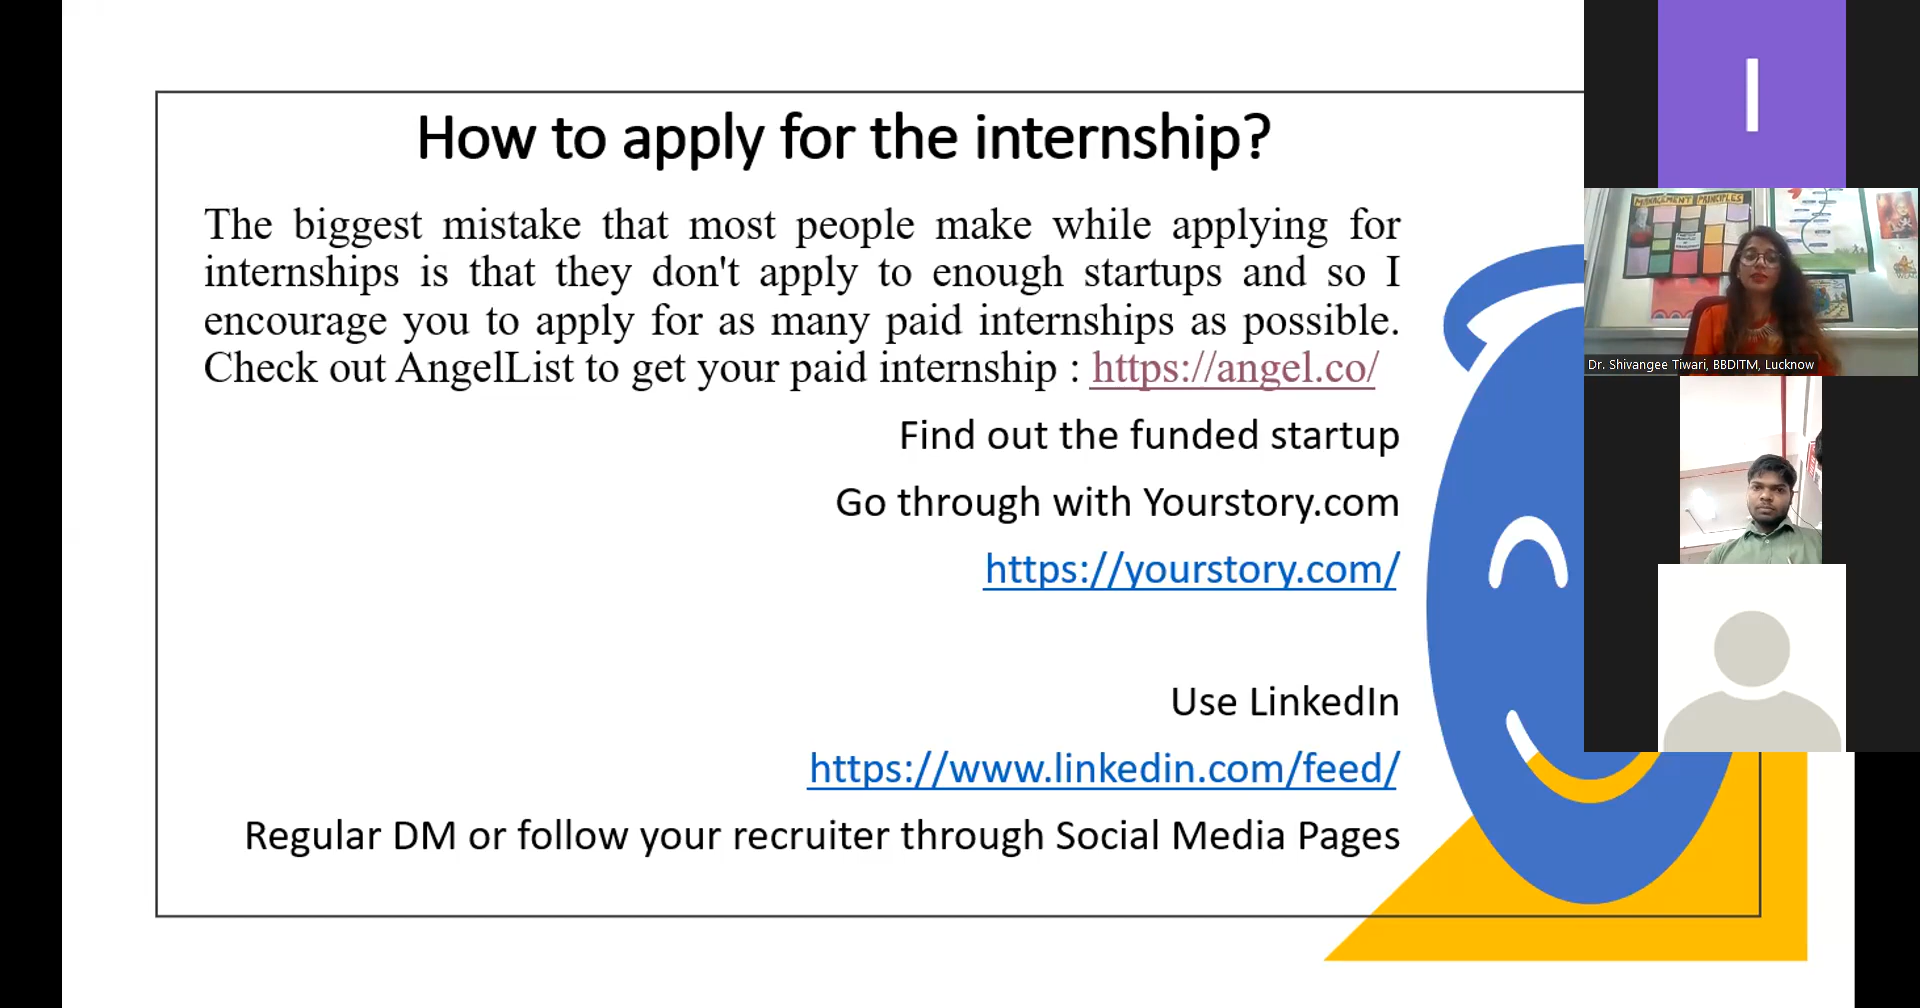 How to apply for the internship?
The biggest mistake that most people make while applying for
internships is that they don't apply to enough startups and so I
encourage you to apply for as many paid internships as possible.
Check out AngelList to get your paid internship : https://angel.co/
Find out the funded startup
Go through with Yourstory.com
https://yourstory.com/
Use LinkedIn
https://www.linkedin.com/feed/
Regular DM or follow your recruiter through Social Media Pages
I
MANAGEMENT PRINCIPLES
Dr. Shivangee Tiwari, BBDITM, Lucknow